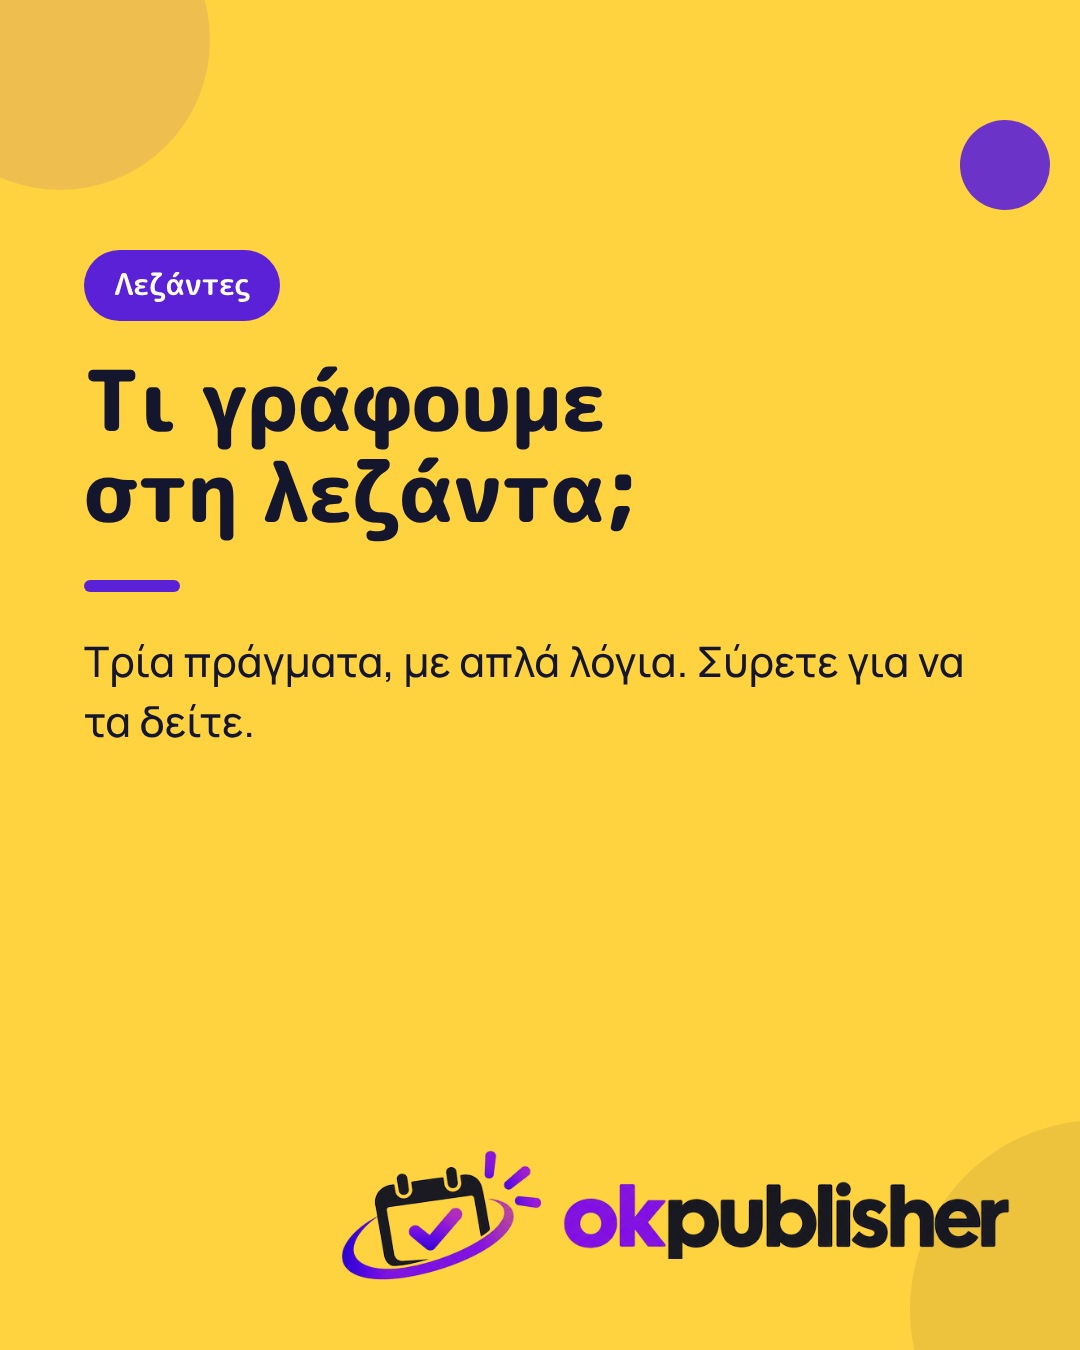 Λεζάντες
Τι γράφουμε
στη λεζάντα;
Τρία πράγματα, με απλά λόγια. Σύρετε για να
τα δείτε.
okpublisher